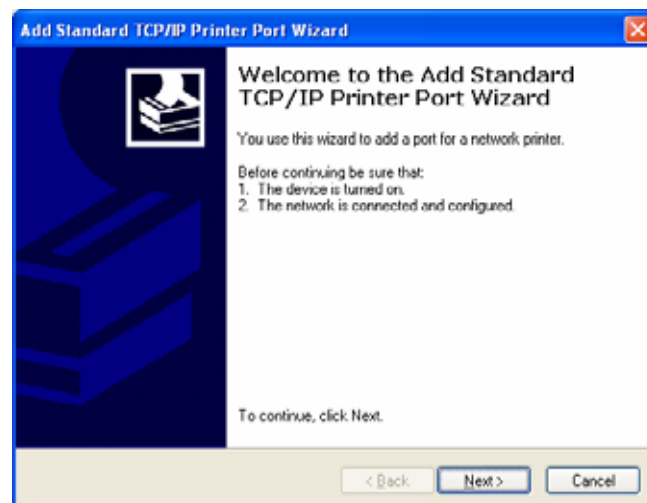 Add Standard TCP/IP Printer Port Wizard
Welcome to the Add Standard
TCP/IP Printer Port Wizard
You use this wizard to add a port for a network printer.
Before continuing be sure that:
1. The device is turned on.
2. The network is connected and configured.
To continue, click Next.
< Back
Next >
Cancel